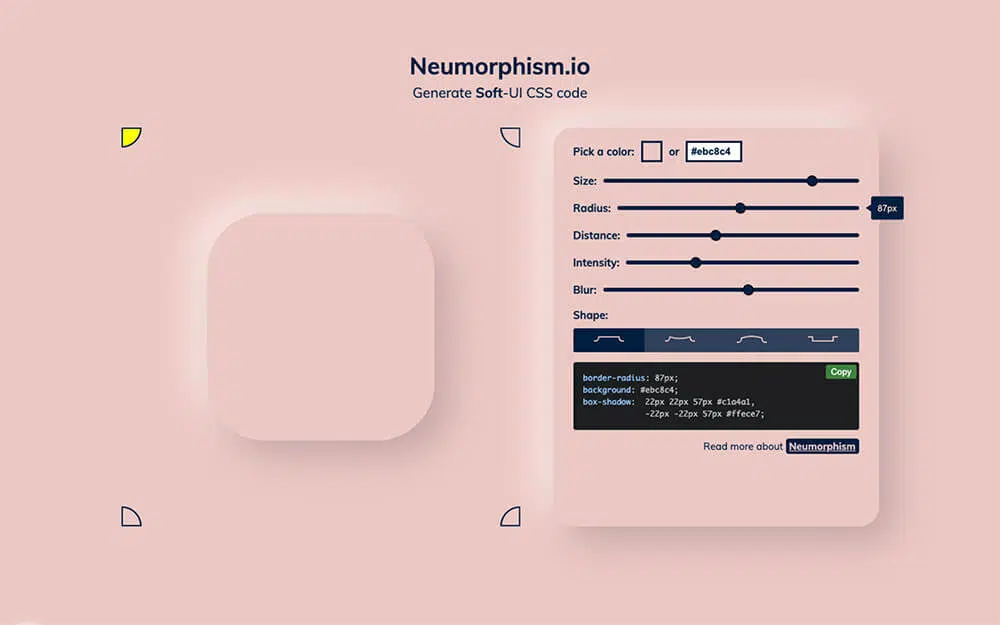 Neumorphism.io
Generate Soft-UI CSS code
Pick a color: or #ebc8c4
Size:
Radius: 87px
Distance:
Intensity:
Blur:
Shape:
Copy
border-radius: 87px;
background: #ebc8c4;
box-shadow: 22px 22px 57px #c1a4a1,
-22px -22px 57px #ffece7;
Read more about Neumorphism